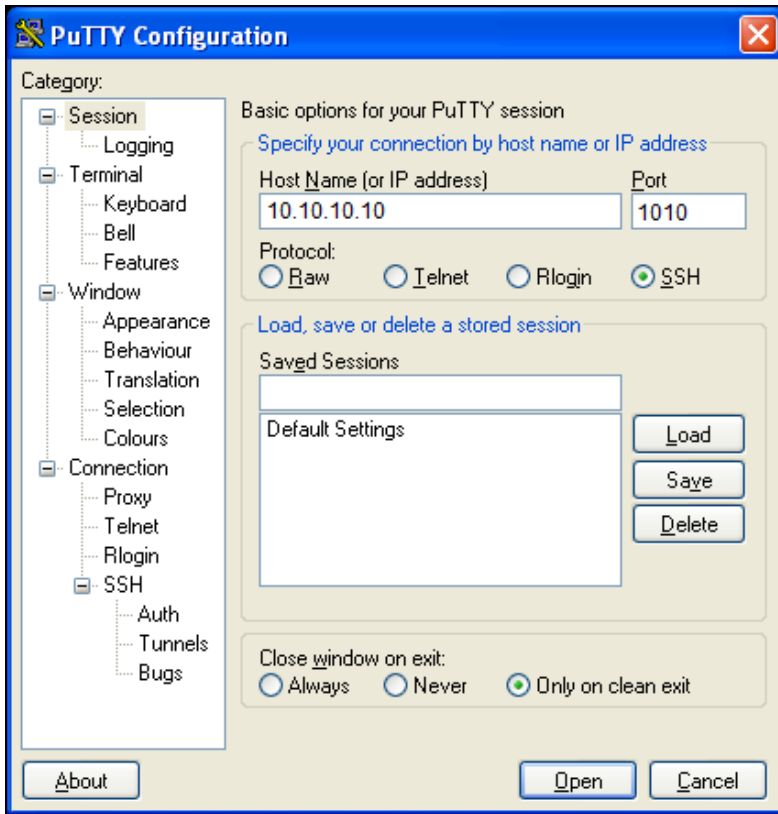 PuTTY Configuration
Category:
Session
Logging
Terminal
Keyboard
Bell
Features
Window
Appearance
Behaviour
Translation
Selection
Colours
Connection
Proxy
Telnet
Rlogin
SSH
Auth
Tunnels
Bugs
Basic options for your PuTTY session
Specify your connection by host name or IP address
Host Name (or IP address) Port
10.10.10.10 1010
Protocol:
Raw Telnet Rlogin SSH
Load, save or delete a stored session
Saved Sessions
Default Settings
Load
Save
Delete
Close window on exit:
Always Never Only on clean exit
About Open Cancel